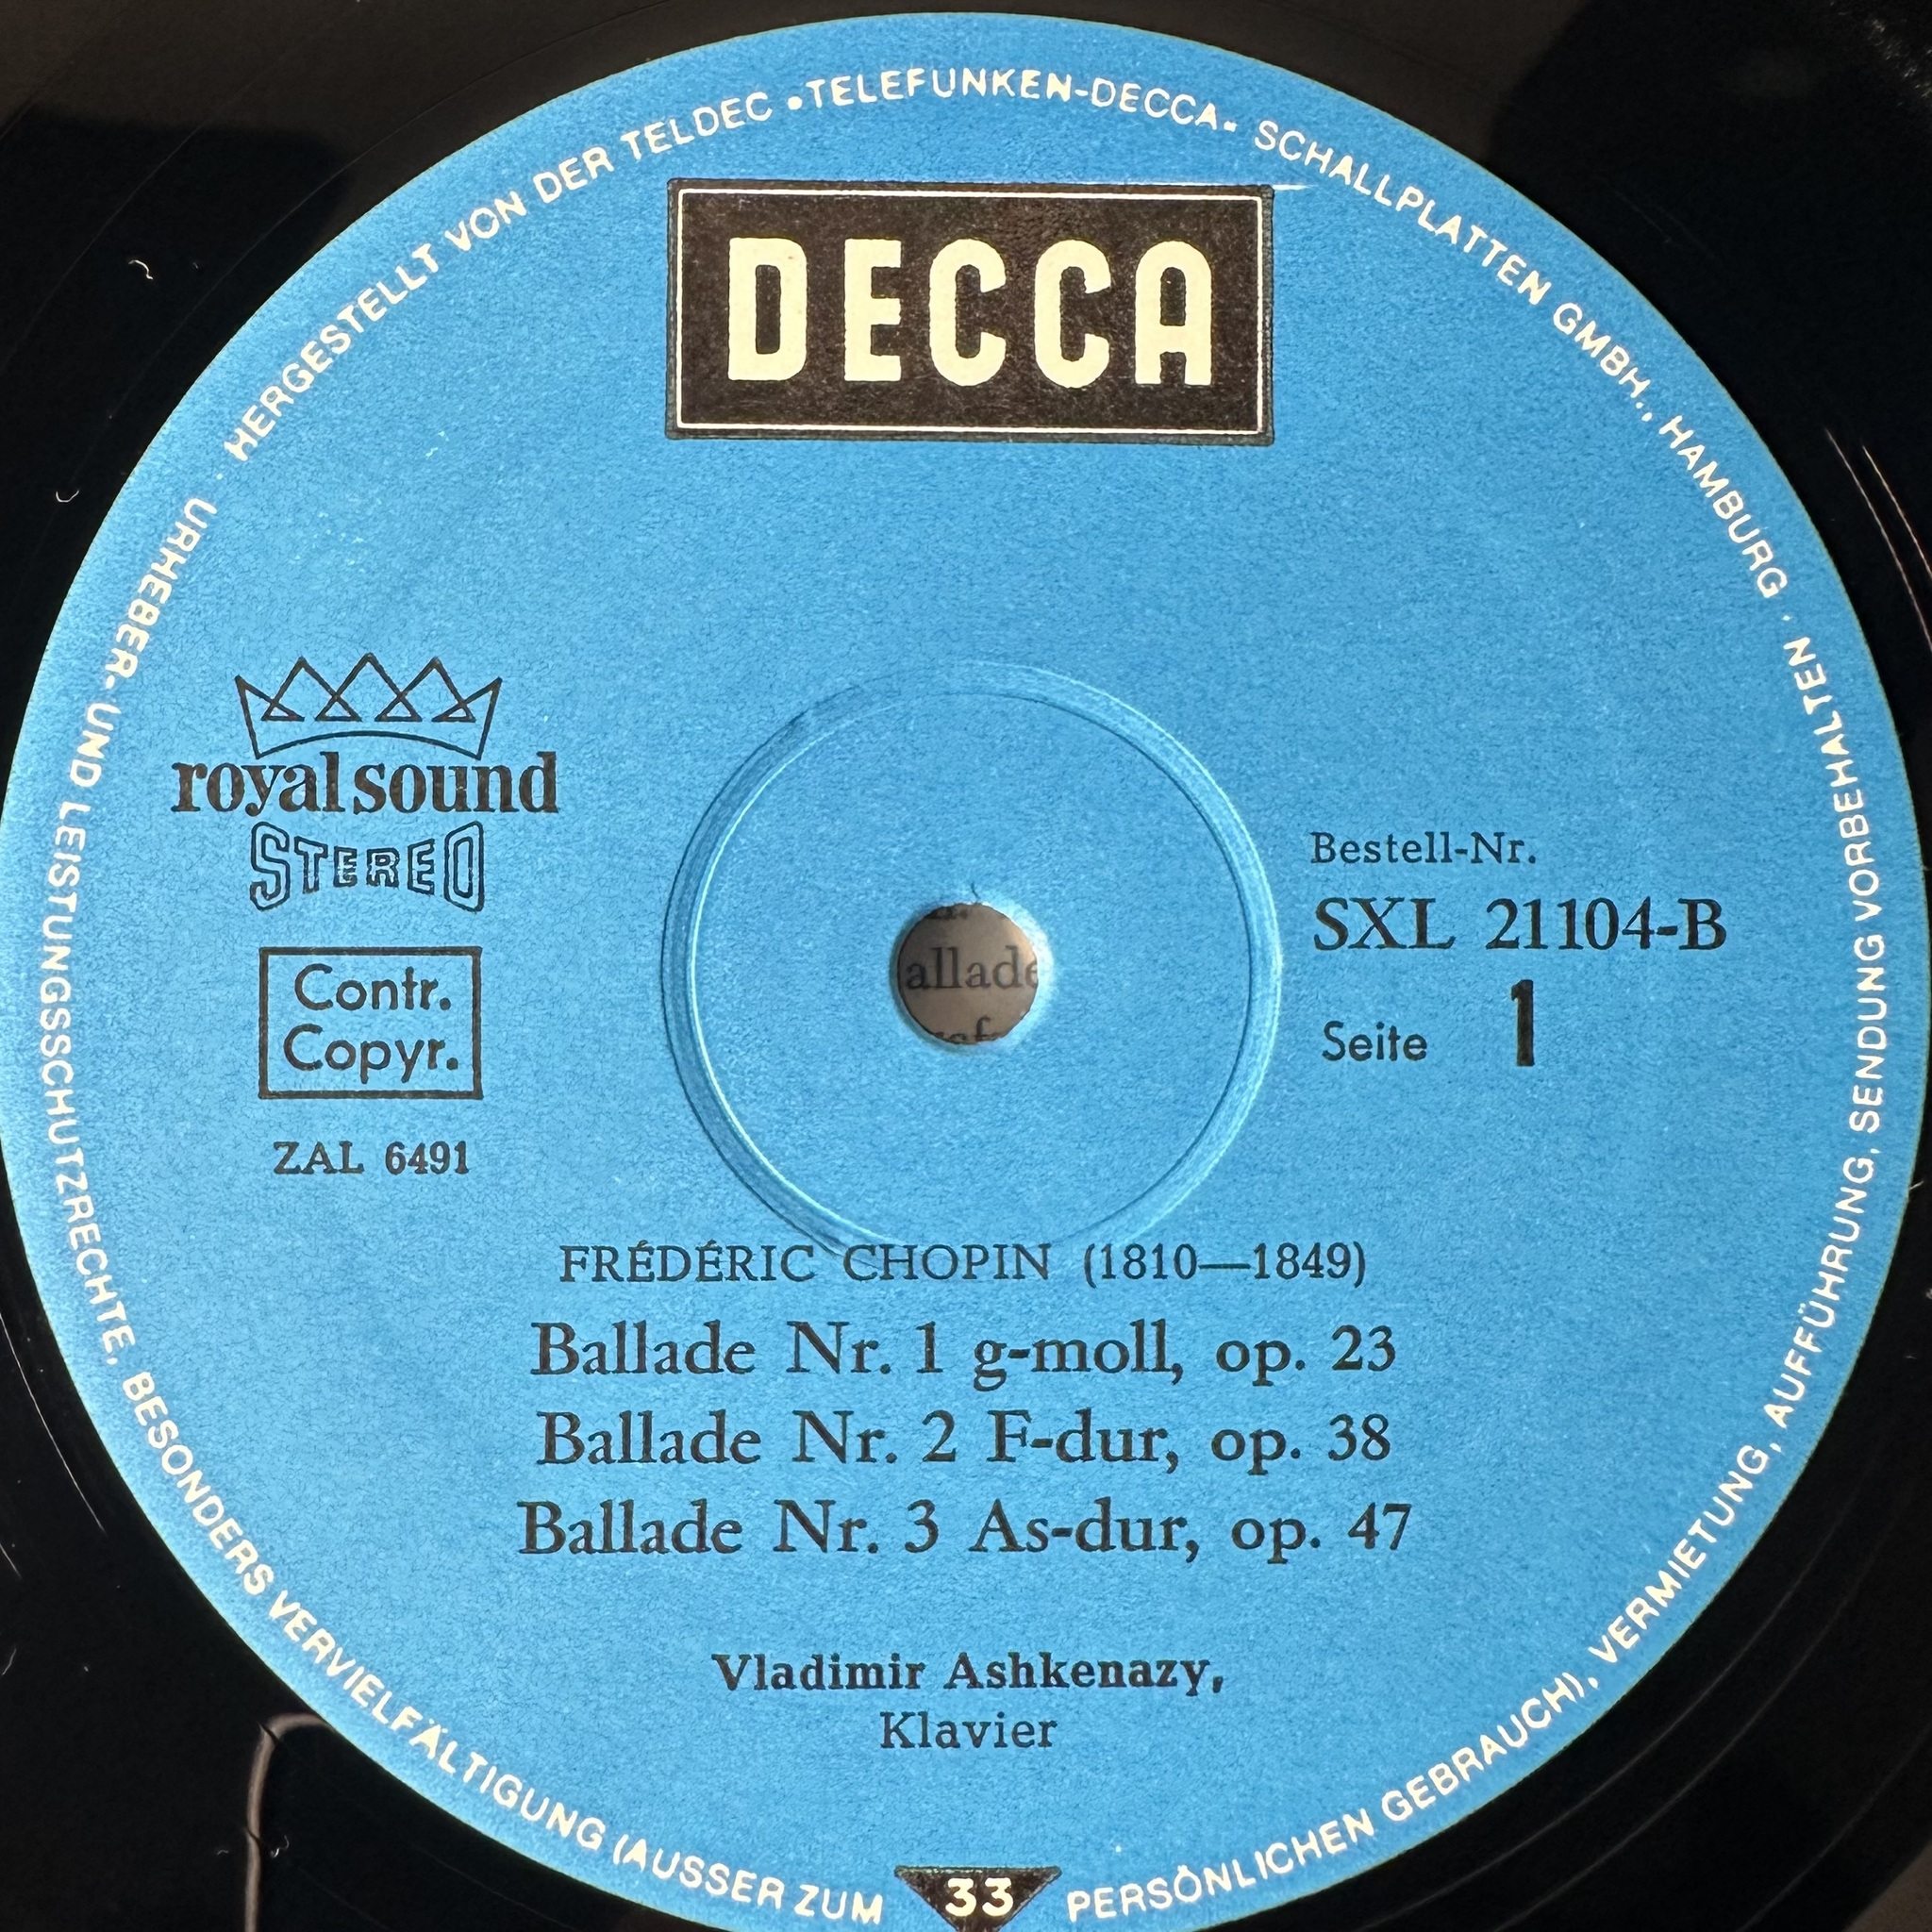 HERGESTELLT VON DER TELDEC •TELEFUNKEN-DECCA• SCHALLPLATTEN GMBH., HAMBURG ·
DECCA
royal sound
STEREO
Contr.
Copyr.
ZAL 6491
Bestell-Nr.
SXL 21104-B
Seite 1
allade
FRÉDÉRIC CHOPIN (1810—1849)
Ballade Nr. 1 g-moll, op. 23
Ballade Nr. 2 F-dur, op. 38
Ballade Nr. 3 As-dur, op. 47
Vladimir Ashkenazy,
Klavier
URHEBER- UND LEISTUNGSSCHUTZRECHTE, BESONDERS VERVIELFÄLTIGUNG (AUSSER ZUM PERSÖNLICHEN GEBRAUCH), VERMIETUNG, AUFFÜHRUNG, SENDUNG VORBEHALTEN
33